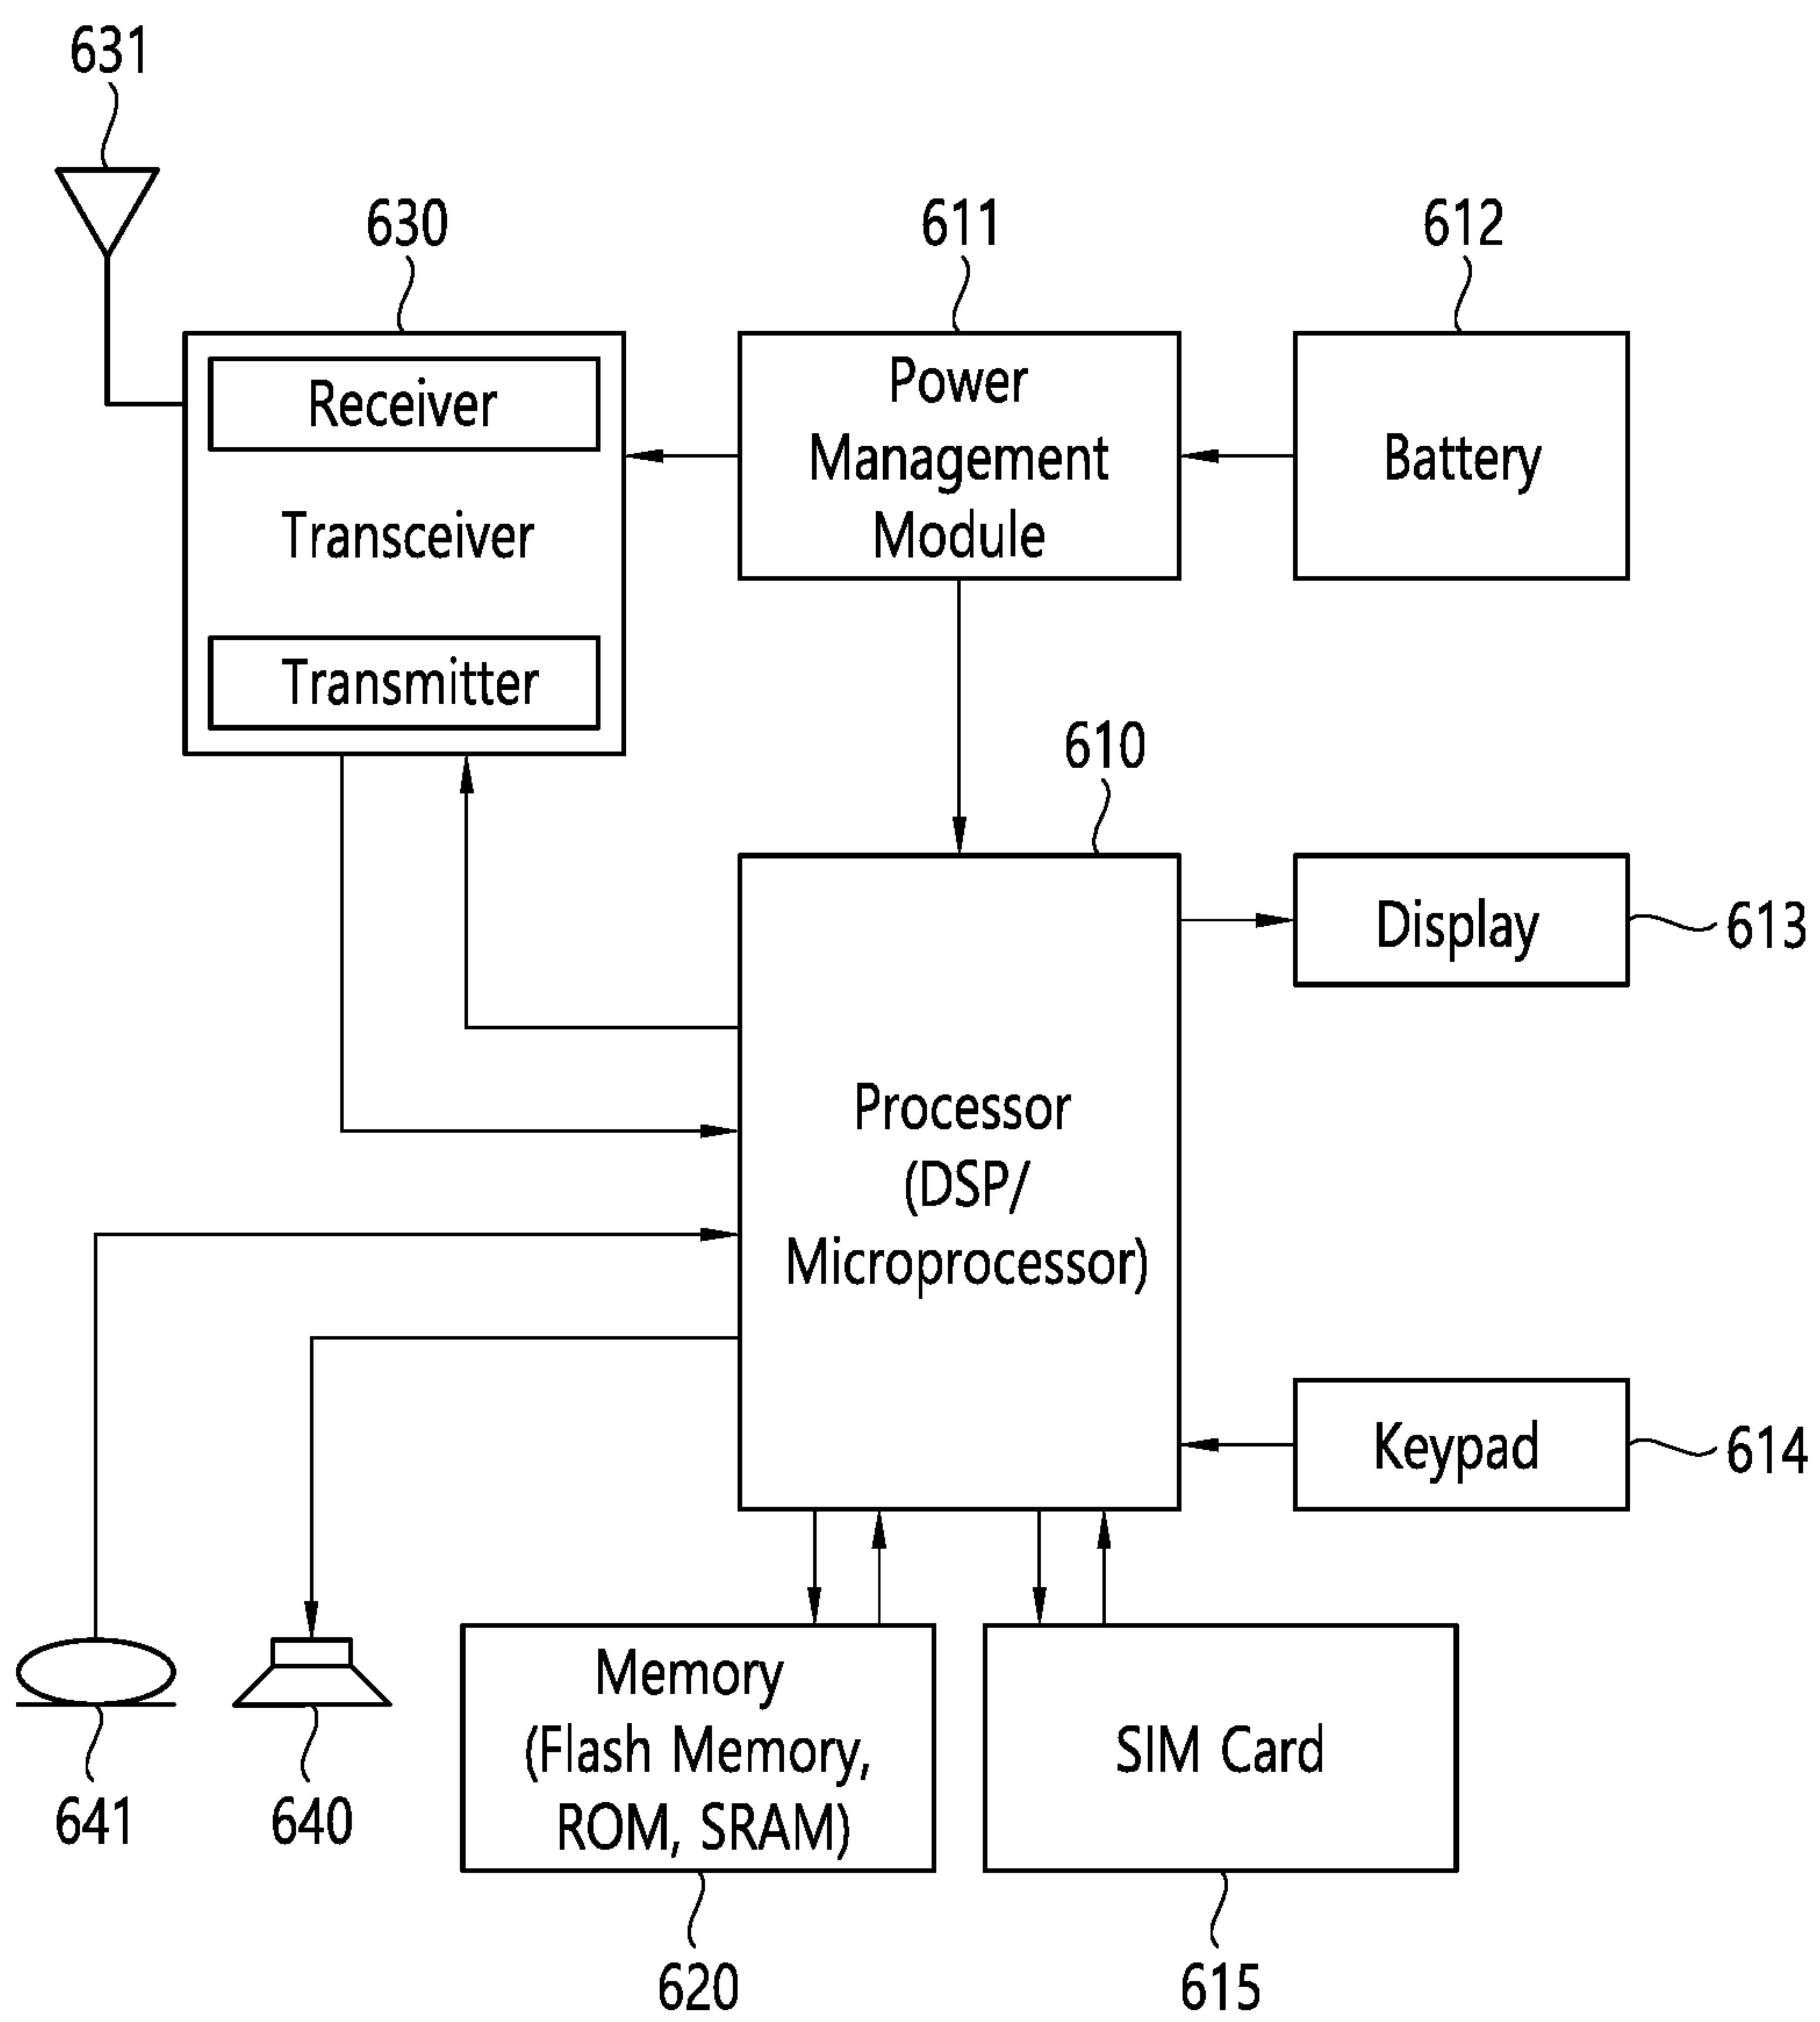 631
630
611
612
Receiver
Transceiver
Transmitter
Power
Management
Module
Battery
610
Processor
(DSP/
Microprocessor)
Display
613
Keypad
614
641
640
Memory
(Flash Memory,
ROM, SRAM)
SIM Card
620
615